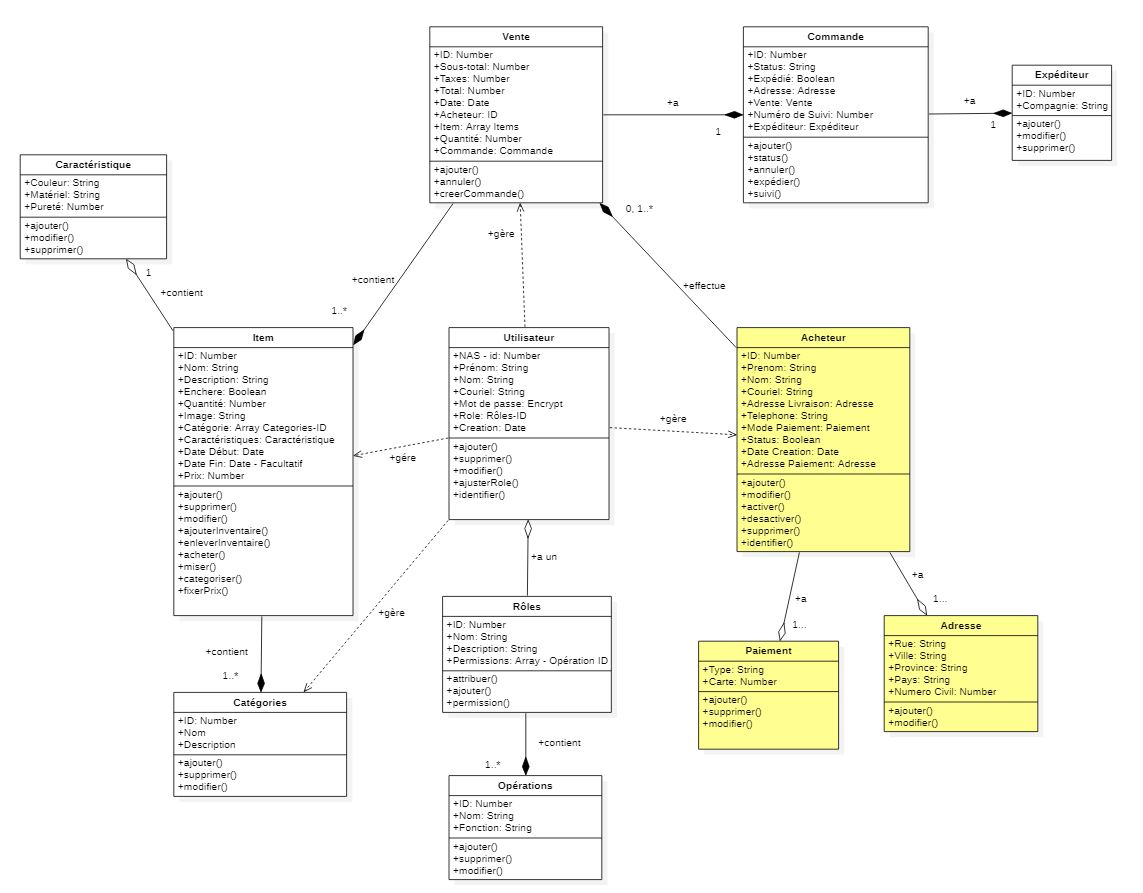 Vente
+ID: Number
+Sous-total: Number
+Taxes: Number
+Total: Number
+Date: Date
+Acheteur: ID
+Item: Array Items
+Quantité: Number
+Commande: Commande
+ajouter()
+annuler()
+creerCommande()
+a
1
Commande
+ID: Number
+Status: String
+Expédié: Boolean
+Adresse: Adresse
+Vente: Vente
+Numéro de Suivi: Number
+Expéditeur: Expéditeur
+ajouter()
+status()
+annuler()
+expédier()
+suivi()
+a
1
Expéditeur
+ID: Number
+Compagnie: String
+ajouter()
+modifier()
+supprimer()
Caractéristique
+Couleur: String
+Matériel: String
+Pureté: Number
+ajouter()
+modifier()
+supprimer()
1
+contient
+contient
1..*
+gère
0, 1..*
+effectue
Item
+ID: Number
+Nom: String
+Description: String
+Enchere: Boolean
+Quantité: Number
+Image: String
+Catégorie: Array Categories-ID
+Caractéristiques: Caractéristique
+Date Début: Date
+Date Fin: Date - Facultatif
+Prix: Number
+ajouter()
+supprimer()
+modifier()
+ajouterInventaire()
+enleverInventaire()
+acheter()
+miser()
+categoriser()
+fixerPrix()
+gére
Utilisateur
+NAS - id: Number
+Prénom: String
+Nom: String
+Couriel: String
+Mot de passe: Encrypt
+Role: Rôles-ID
+Creation: Date
+ajouter()
+supprimer()
+modifier()
+ajusterRole()
+identifier()
+gère
Acheteur
+ID: Number
+Prenom: String
+Nom: String
+Couriel: String
+Adresse Livraison: Adresse
+Telephone: String
+Mode Paiement: Paiement
+Status: Boolean
+Date Creation: Date
+Adresse Paiement: Adresse
+ajouter()
+modifier()
+activer()
+desactiver()
+supprimer()
+identifier()
+contient
1..*
+gère
+a un
+a
1...
+a
1...
Catégories
+ID: Number
+Nom
+Description
+ajouter()
+supprimer()
+modifier()
Rôles
+ID: Number
+Nom: String
+Description: String
+Permissions: Array - Opération ID
+attribuer()
+ajouter()
+permission()
+contient
1..*
Opérations
+ID: Number
+Nom: String
+Fonction: String
+ajouter()
+supprimer()
+modifier()
Paiement
+Type: String
+Carte: Number
+ajouter()
+supprimer()
+modifier()
Adresse
+Rue: String
+Ville: String
+Province: String
+Pays: String
+Numero Civil: Number
+ajouter()
+modifier()